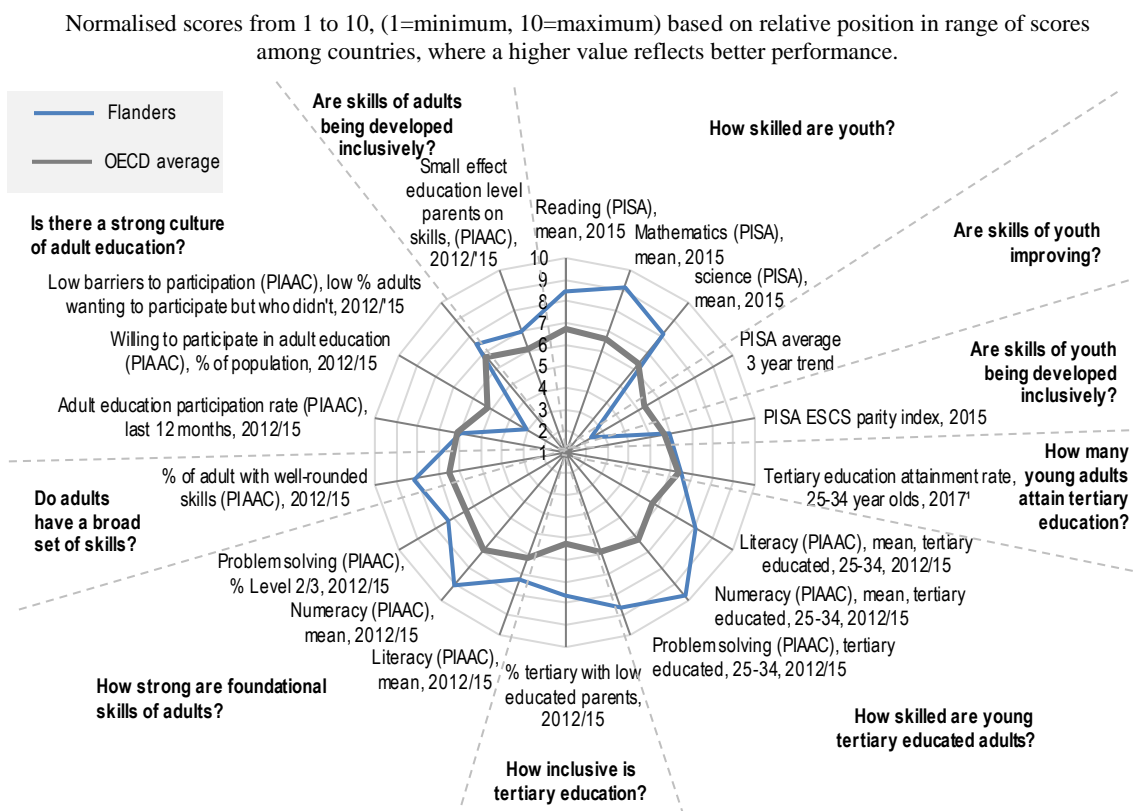 Normalised scores from 1 to 10, (1=minimum, 10=maximum) based on relative position in range of scores
among countries, where a higher value reflects better performance.
Flanders
OECD average
Are skills of adults
being developed
inclusively?
How skilled are youth?
Small effect
education level
parents on
skills, (PIAAC),
2012/'15
Reading (PISA),
mean, 2015
Mathematics (PISA),
mean, 2015
science (PISA),
mean, 2015
Is there a strong culture
of adult education?
Are skills of youth
improving?
Low barriers to participation (PIAAC), low % adults
wanting to participate but who didn't, 2012/'15
Willing to participate in adult education
(PIAAC), % of population, 2012/15
PISA average
3 year trend
Are skills of youth
being developed
inclusively?
Adult education participation rate (PIAAC),
last 12 months, 2012/15
PISA ESCS parity index, 2015
10
9
8
7
6
5
4
3
2
1
% of adult with well-rounded
skills (PIAAC), 2012/15
Tertiary education attainment rate,
25-34 year olds, 2017¹
How many
young adults
attain tertiary
education?
Do adults
have a broad
set of skills?
Literacy (PIAAC), mean, tertiary
educated, 25-34, 2012/15
Problem solving (PIAAC),
% Level 2/3, 2012/15
Numeracy (PIAAC), mean, tertiary
educated, 25-34, 2012/15
Numeracy (PIAAC),
mean, 2012/15
Problem solving (PIAAC), tertiary
educated, 25-34, 2012/15
Literacy (PIAAC),
mean, 2012/15
% tertiary with low
educated parents,
2012/15
How strong are foundational
skills of adults?
How skilled are young
tertiary educated adults?
How inclusive is
tertiary education?